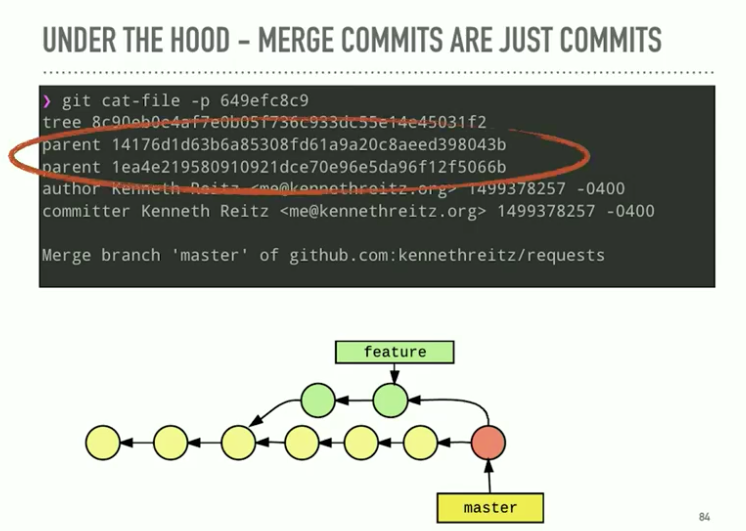 UNDER THE HOOD – MERGE COMMITS ARE JUST COMMITS
❯ git cat-file -p 649efc8c9
tree 8c90eb0e4af7e0b05f736c933dc55e14e45031f2
parent 14176d1d63b6a85308fd61a9a20c8aeed398043b
parent 1ea4e219580910921dce70e96e5da96f12f5066b
author Kenneth Reitz <me@kennethreitz.org> 1499378257 -0400
committer Kenneth Reitz <me@kennethreitz.org> 1499378257 -0400
Merge branch 'master' of github.com:kennethreitz/requests
feature
master
84